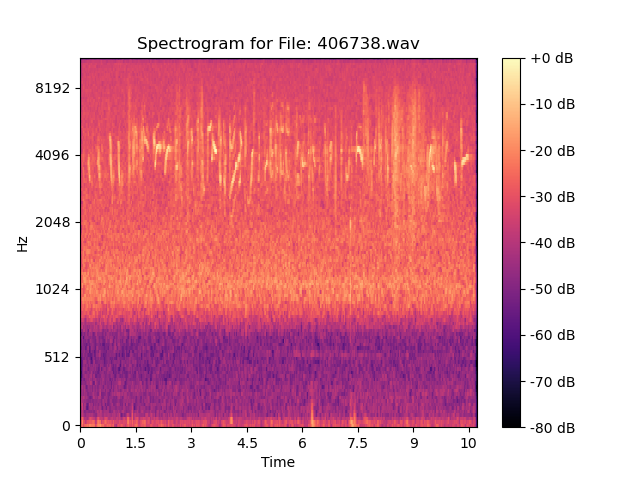 Spectrogram for File: 406738.wav
Hz
8192
4096
2048
1024
512
0
0 1.5 3 4.5 6 7.5 9 10
Time
+0 dB
-10 dB
-20 dB
-30 dB
-40 dB
-50 dB
-60 dB
-70 dB
-80 dB